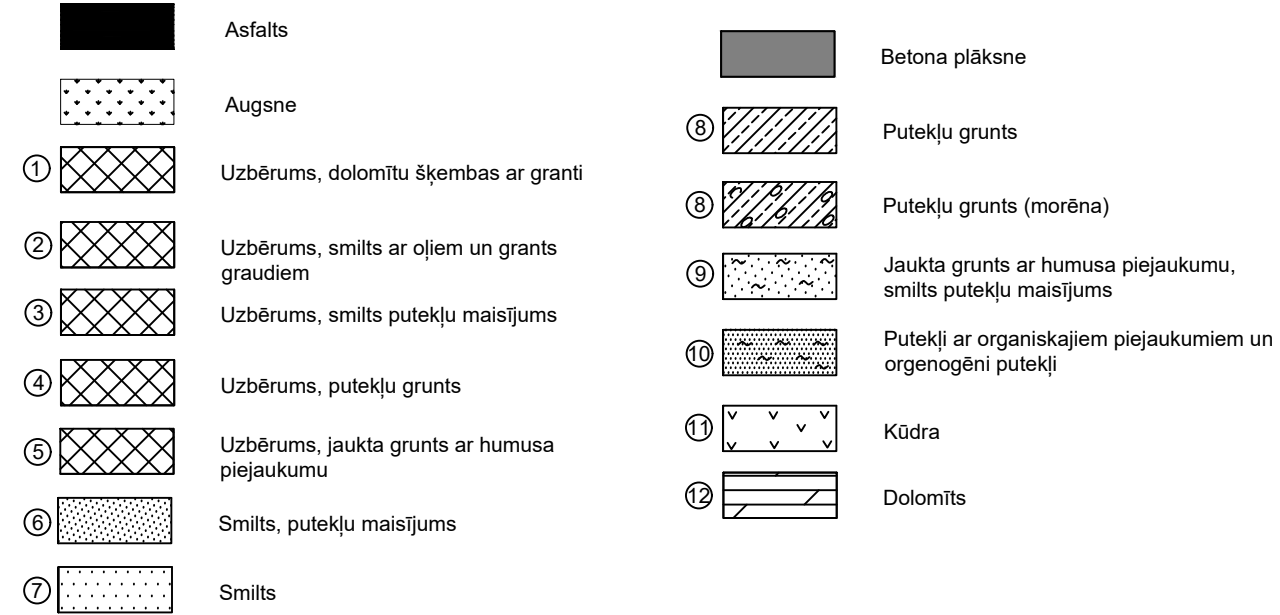 Asfalts
Augsne
① Uzbērums, dolomītu šķembas ar granti
② Uzbērums, smilts ar oļiem un grants
graudiem
③ Uzbērums, smilts putekļu maisījums
④ Uzbērums, putekļu grunts
⑤ Uzbērums, jaukta grunts ar humusa
piejaukumu
⑥ Smilts, putekļu maisījums
⑦ Smilts
Betona plāksne
⑧ Putekļu grunts
⑧ Putekļu grunts (morēna)
⑨ Jaukta grunts ar humusa piejaukumu,
smilts putekļu maisījums
⑩ Putekļi ar organiskajiem piejaukumiem un
orgenogēni putekļi
⑪ Kūdra
⑫ Dolomīts